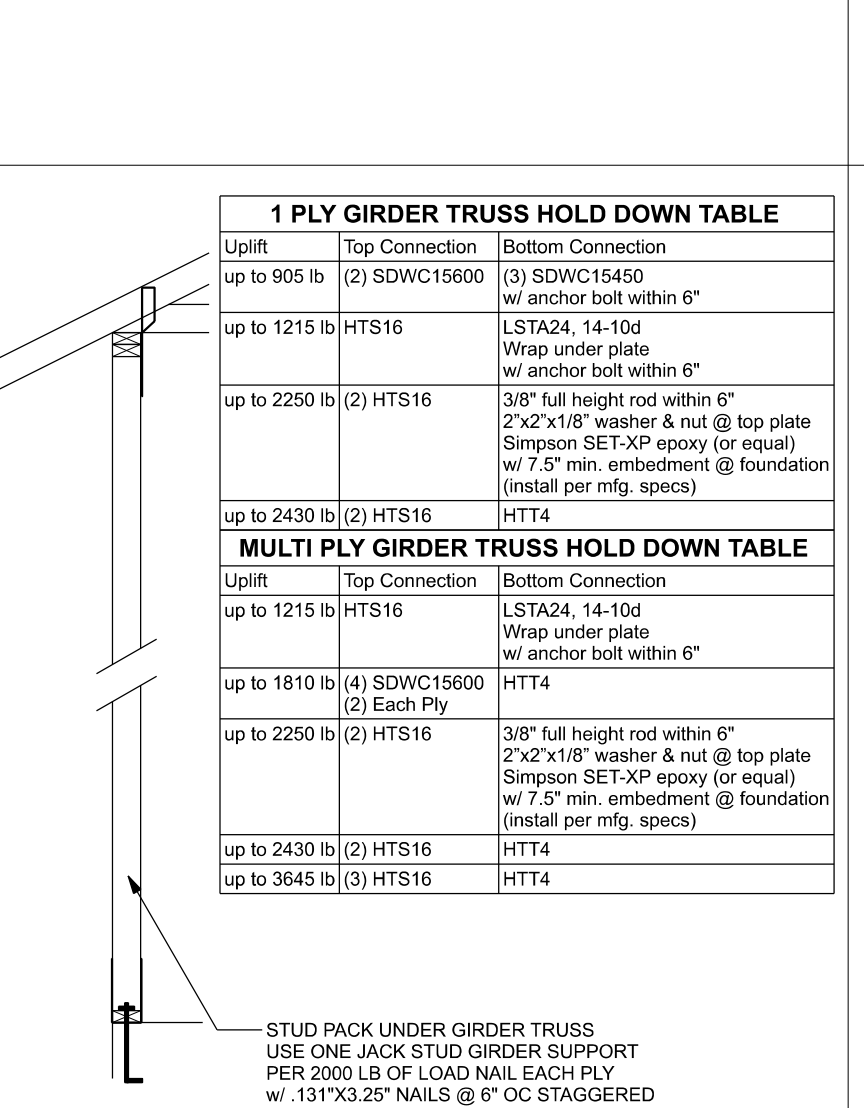 1 PLY GIRDER TRUSS HOLD DOWN TABLE
Uplift Top Connection Bottom Connection
up to 905 lb (2) SDWC15600 (3) SDWC15450
w/ anchor bolt within 6"
up to 1215 lb HTS16 LSTA24, 14-10d
Wrap under plate
w/ anchor bolt within 6"
up to 2250 lb (2) HTS16 3/8" full height rod within 6"
2”x2”x1/8” washer & nut @ top plate
Simpson SET-XP epoxy (or equal)
w/ 7.5" min. embedment @ foundation
(install per mfg. specs)
up to 2430 lb (2) HTS16 HTT4
MULTI PLY GIRDER TRUSS HOLD DOWN TABLE
Uplift Top Connection Bottom Connection
up to 1215 lb HTS16 LSTA24, 14-10d
Wrap under plate
w/ anchor bolt within 6"
up to 1810 lb (4) SDWC15600 HTT4
(2) Each Ply
up to 2250 lb (2) HTS16 3/8" full height rod within 6"
2”x2”x1/8” washer & nut @ top plate
Simpson SET-XP epoxy (or equal)
w/ 7.5" min. embedment @ foundation
(install per mfg. specs)
up to 2430 lb (2) HTS16 HTT4
up to 3645 lb (3) HTS16 HTT4
STUD PACK UNDER GIRDER TRUSS
USE ONE JACK STUD GIRDER SUPPORT
PER 2000 LB OF LOAD NAIL EACH PLY
w/ .131"X3.25" NAILS @ 6" OC STAGGERED